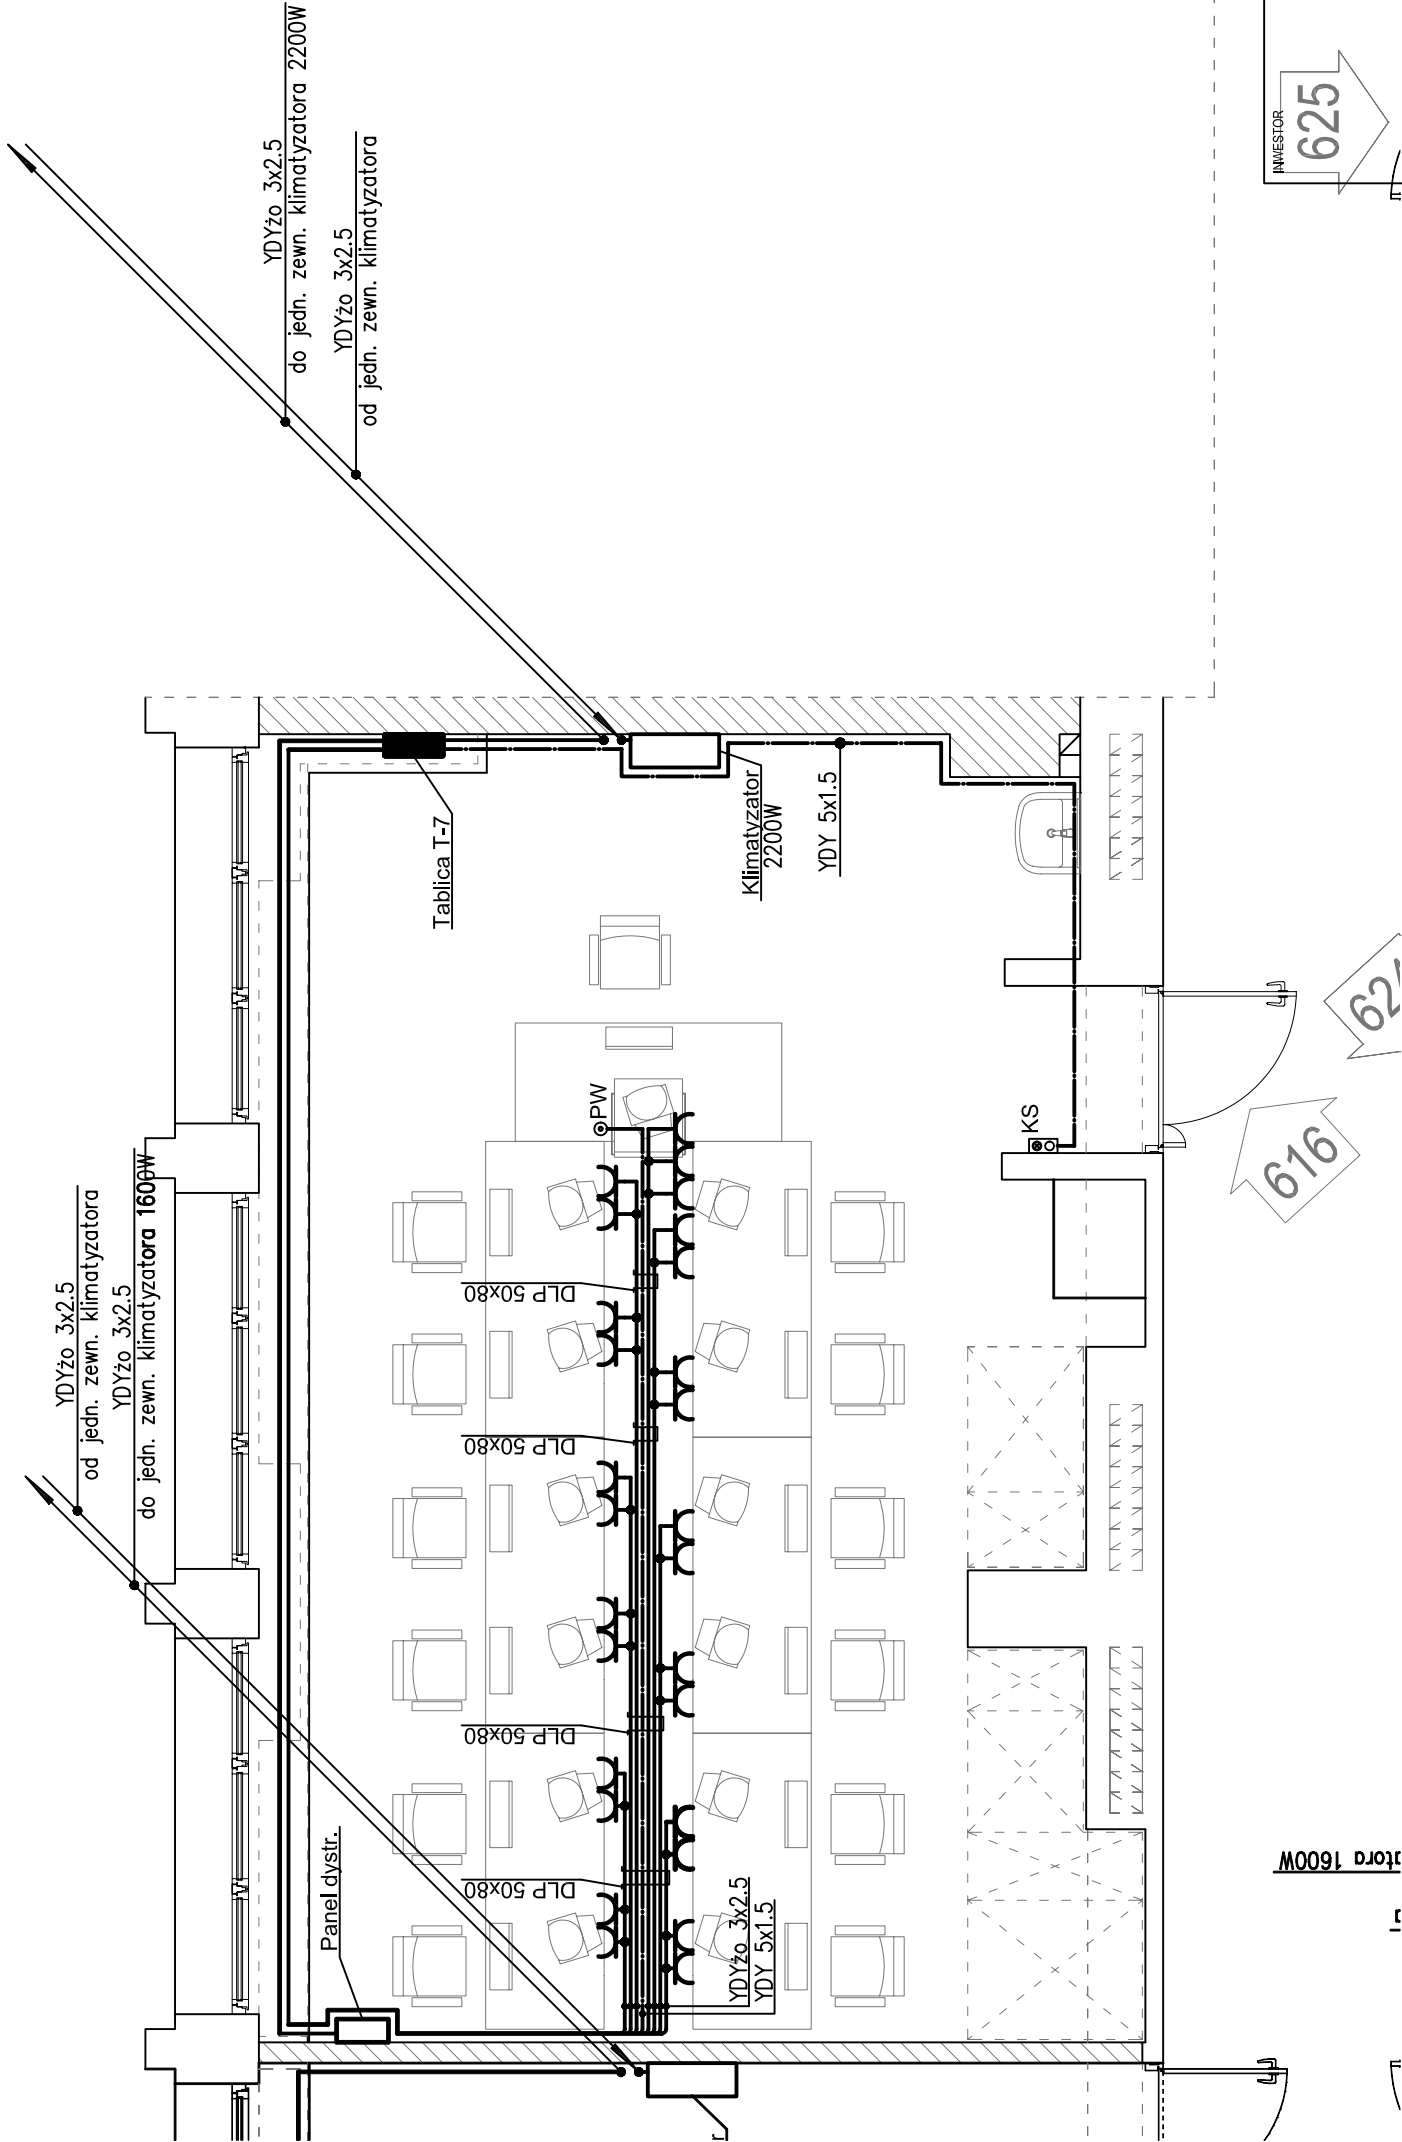 YDYżo 3x2.5
do jedn. zewn. klimatyzatora 2200W
YDYżo 3x2.5
od jedn. zewn. klimatyzatora
INWESTOR
625
Tablica T-7
Klimatyzator
2200W
YDY 5x1.5
PW
KS
616
YDYżo 3x2.5
od jedn. zewn. klimatyzatora
YDYżo 3x2.5
do jedn. zewn. klimatyzatora 1600W
DLP 50x80
DLP 50x80
DLP 50x80
DLP 50x80
Panel dystr.
YDYżo 3x2.5
YDY 5x1.5
atora 1600W